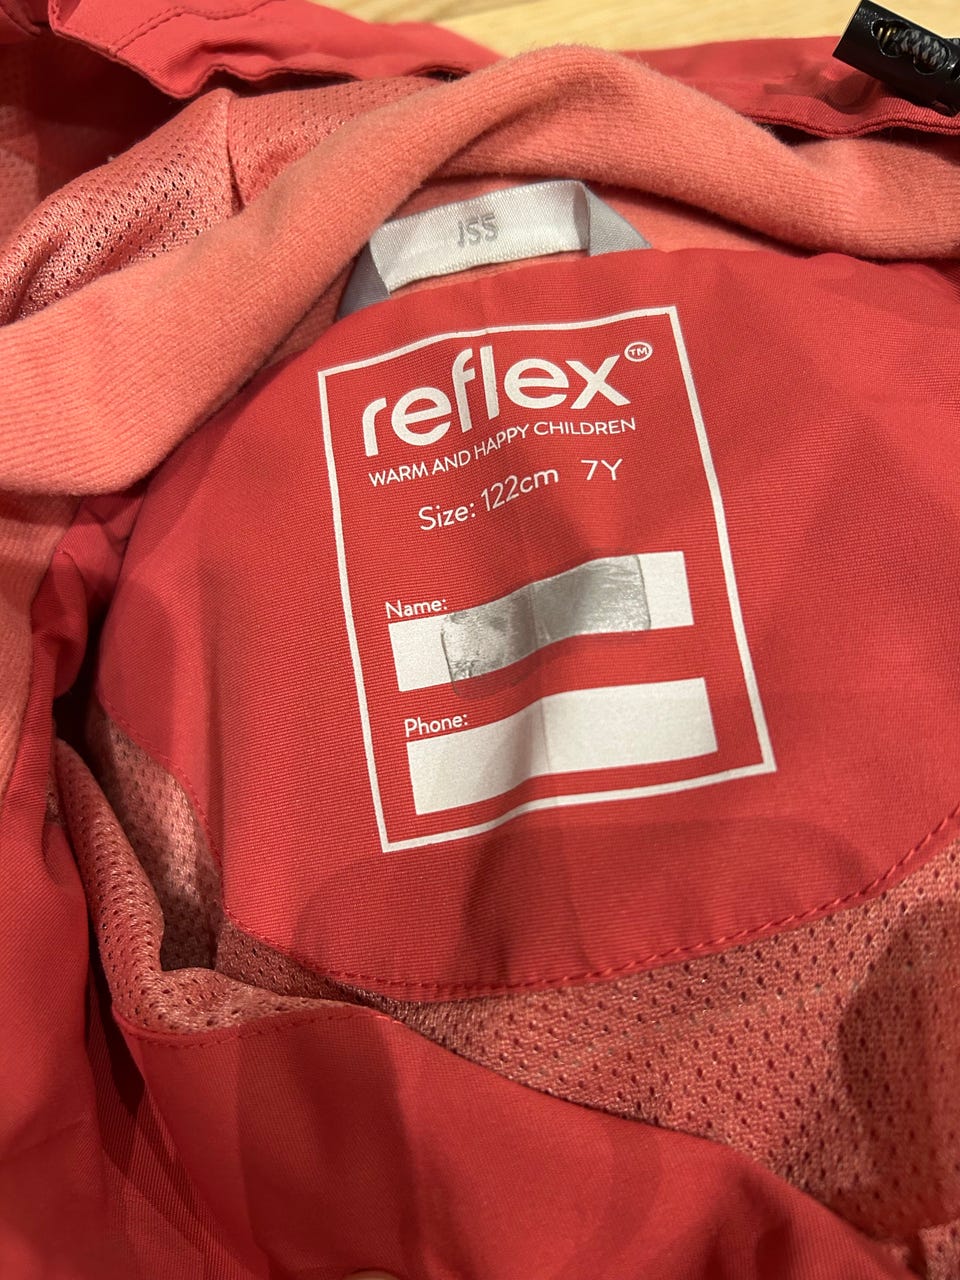 JSS
reflex™
WARM AND HAPPY CHILDREN
Size: 122cm 7Y
Name:
Phone: